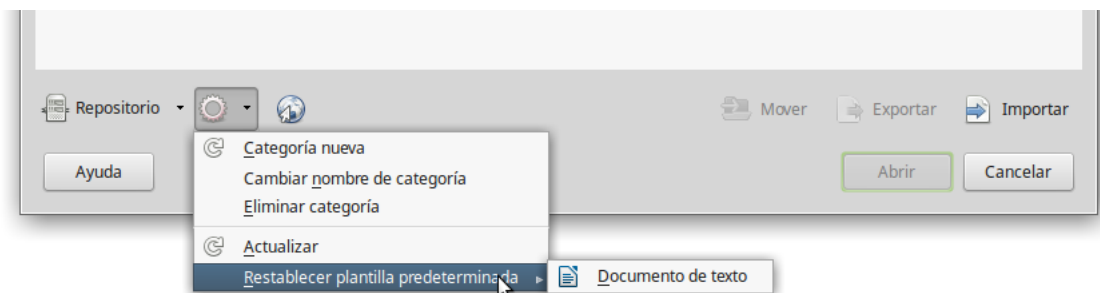 Repositorio Mover Exportar Importar
Categoría nueva
Ayuda Cambiar nombre de categoría Abrir Cancelar
Eliminar categoría
Actualizar
Restablecer plantilla predeterminada Documento de texto